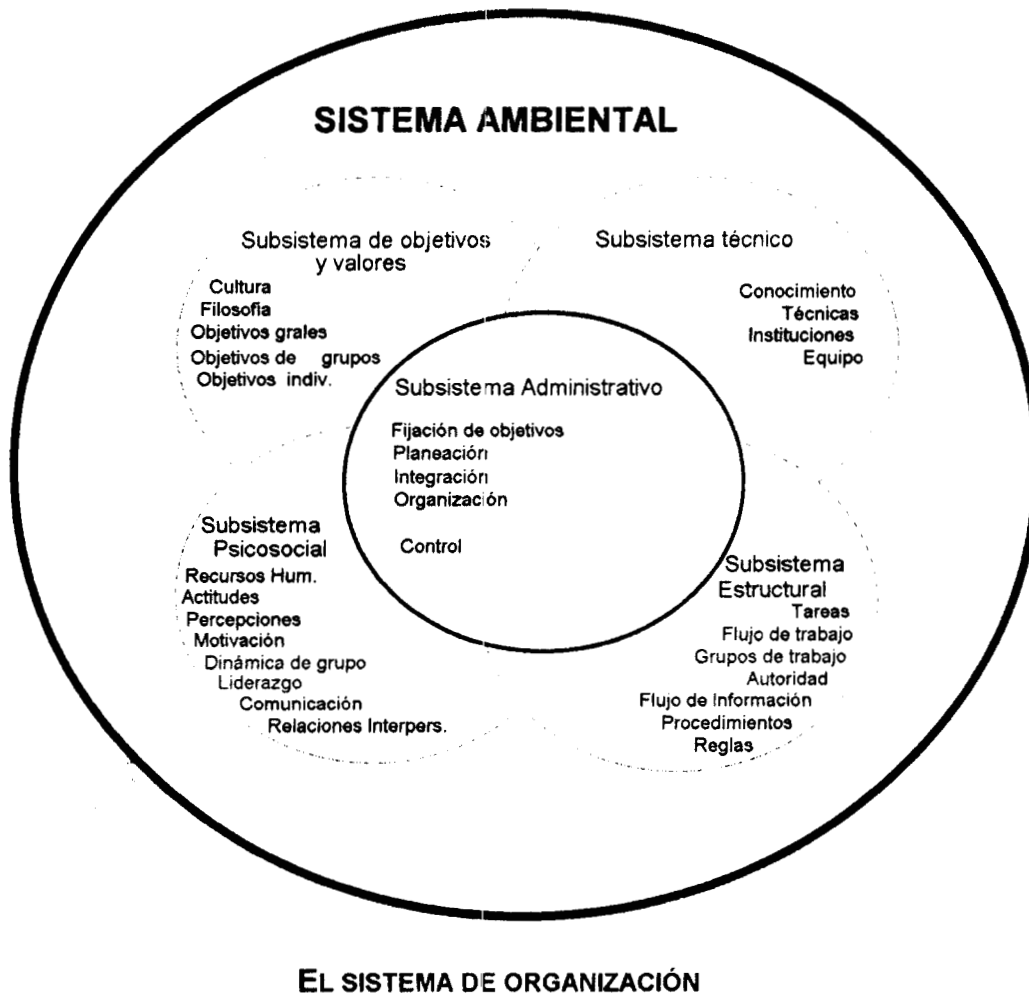 SISTEMA AMBIENTAL
Subsistema de objetivos
y valores
Cultura
Filosofia
Objetivos grales
Objetivos de grupos
Objetivos indiv.
Subsistema técnico
Conocimiento
Técnicas
Instituciones
Equipo
Subsistema Administrativo
Fijación de objetivos
Planeación
Integración
Organización
Control
Subsistema
Psicosocial
Recursos Hum.
Actitudes
Percepciones
Motivación
Dinámica de grupo
Liderazgo
Comunicación
Relaciones Interpers.
Subsistema
Estructural
Tareas
Flujo de trabajo
Grupos de trabajo
Autoridad
Flujo de Información
Procedimientos
Reglas
EL SISTEMA DE ORGANIZACIÓN